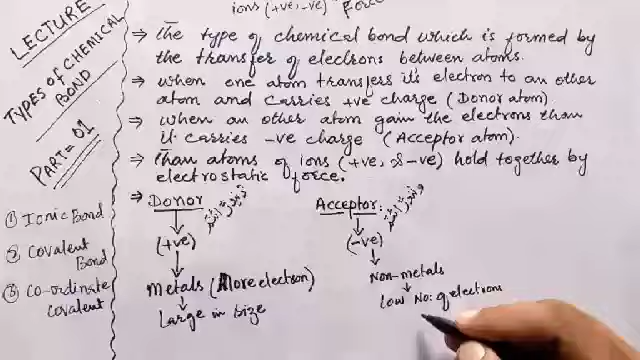 LECTURE
TYPES OF CHEMICAL
BOND
PART= 01
① Ionic Bond
② Covalent
Bond
③ Co-ordinate
covalent
ions (+ve, -ve) force
⇒ The type of chemical bond which is formed by
the transfer of electrons between atoms.
⇒ when one atom transfers it's electron to an other
atom and carries +ve charge (Donor atom)
⇒ when an other atom gain the electrons than
it carries -ve charge (Acceptor atom).
⇒ Than atoms of ions (+ve, & -ve) hold together by
electrostatic force.
⇒ Donor
(+ve)
Metals (More electron)
Large in Size
Acceptor:
(-ve)
Non-metals
Low No: of electrons